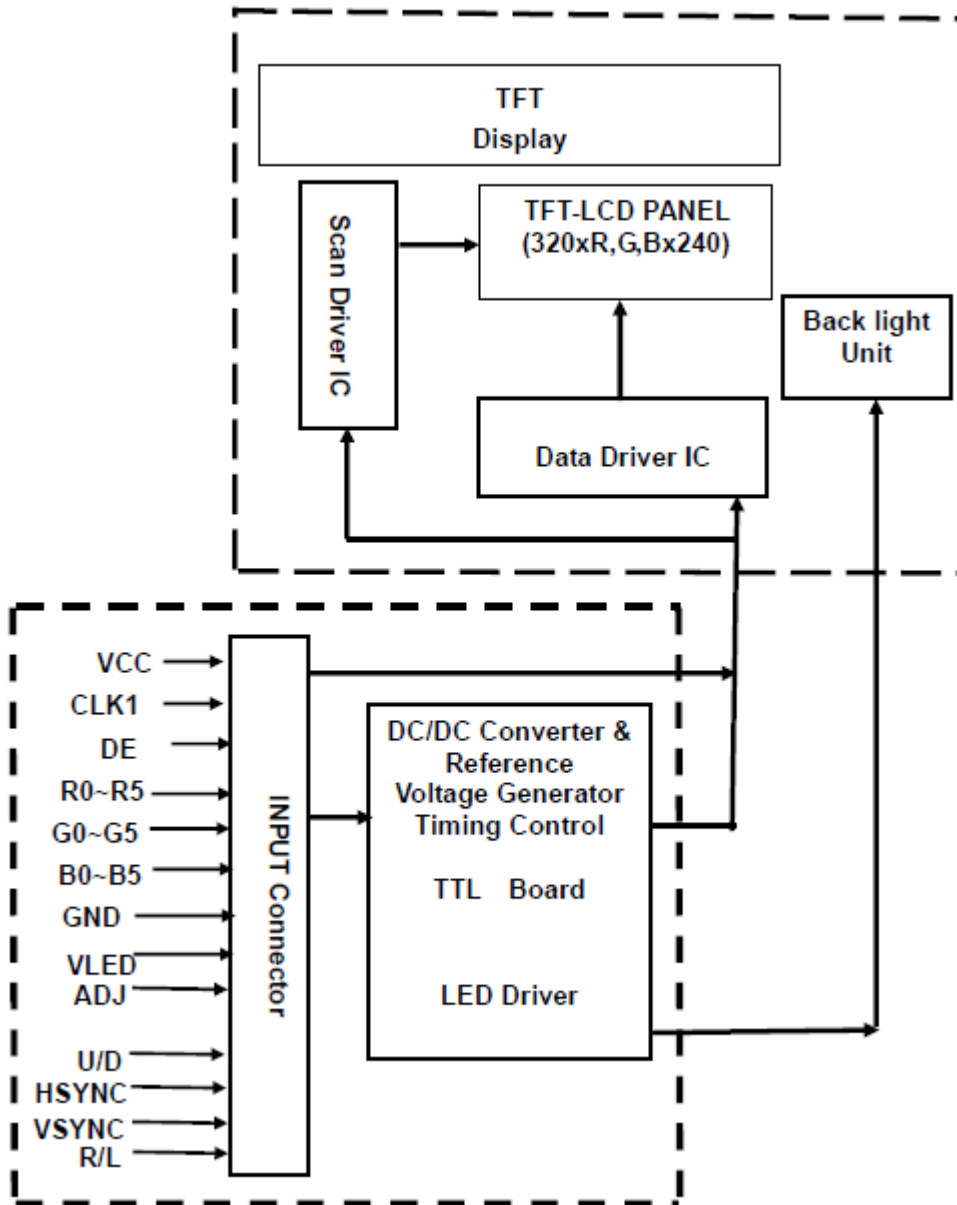 TFT
Display
Scan Driver IC
TFT-LCD PANEL
(320xR,G,Bx240)
Back light
Unit
Data Driver IC
VCC
CLK1
DE
R0~R5
G0~G5
B0~B5
GND
VLED
ADJ
U/D
HSYNC
VSYNC
R/L
INPUT Connector
DC/DC Converter &
Reference
Voltage Generator
Timing Control
TTL Board
LED Driver